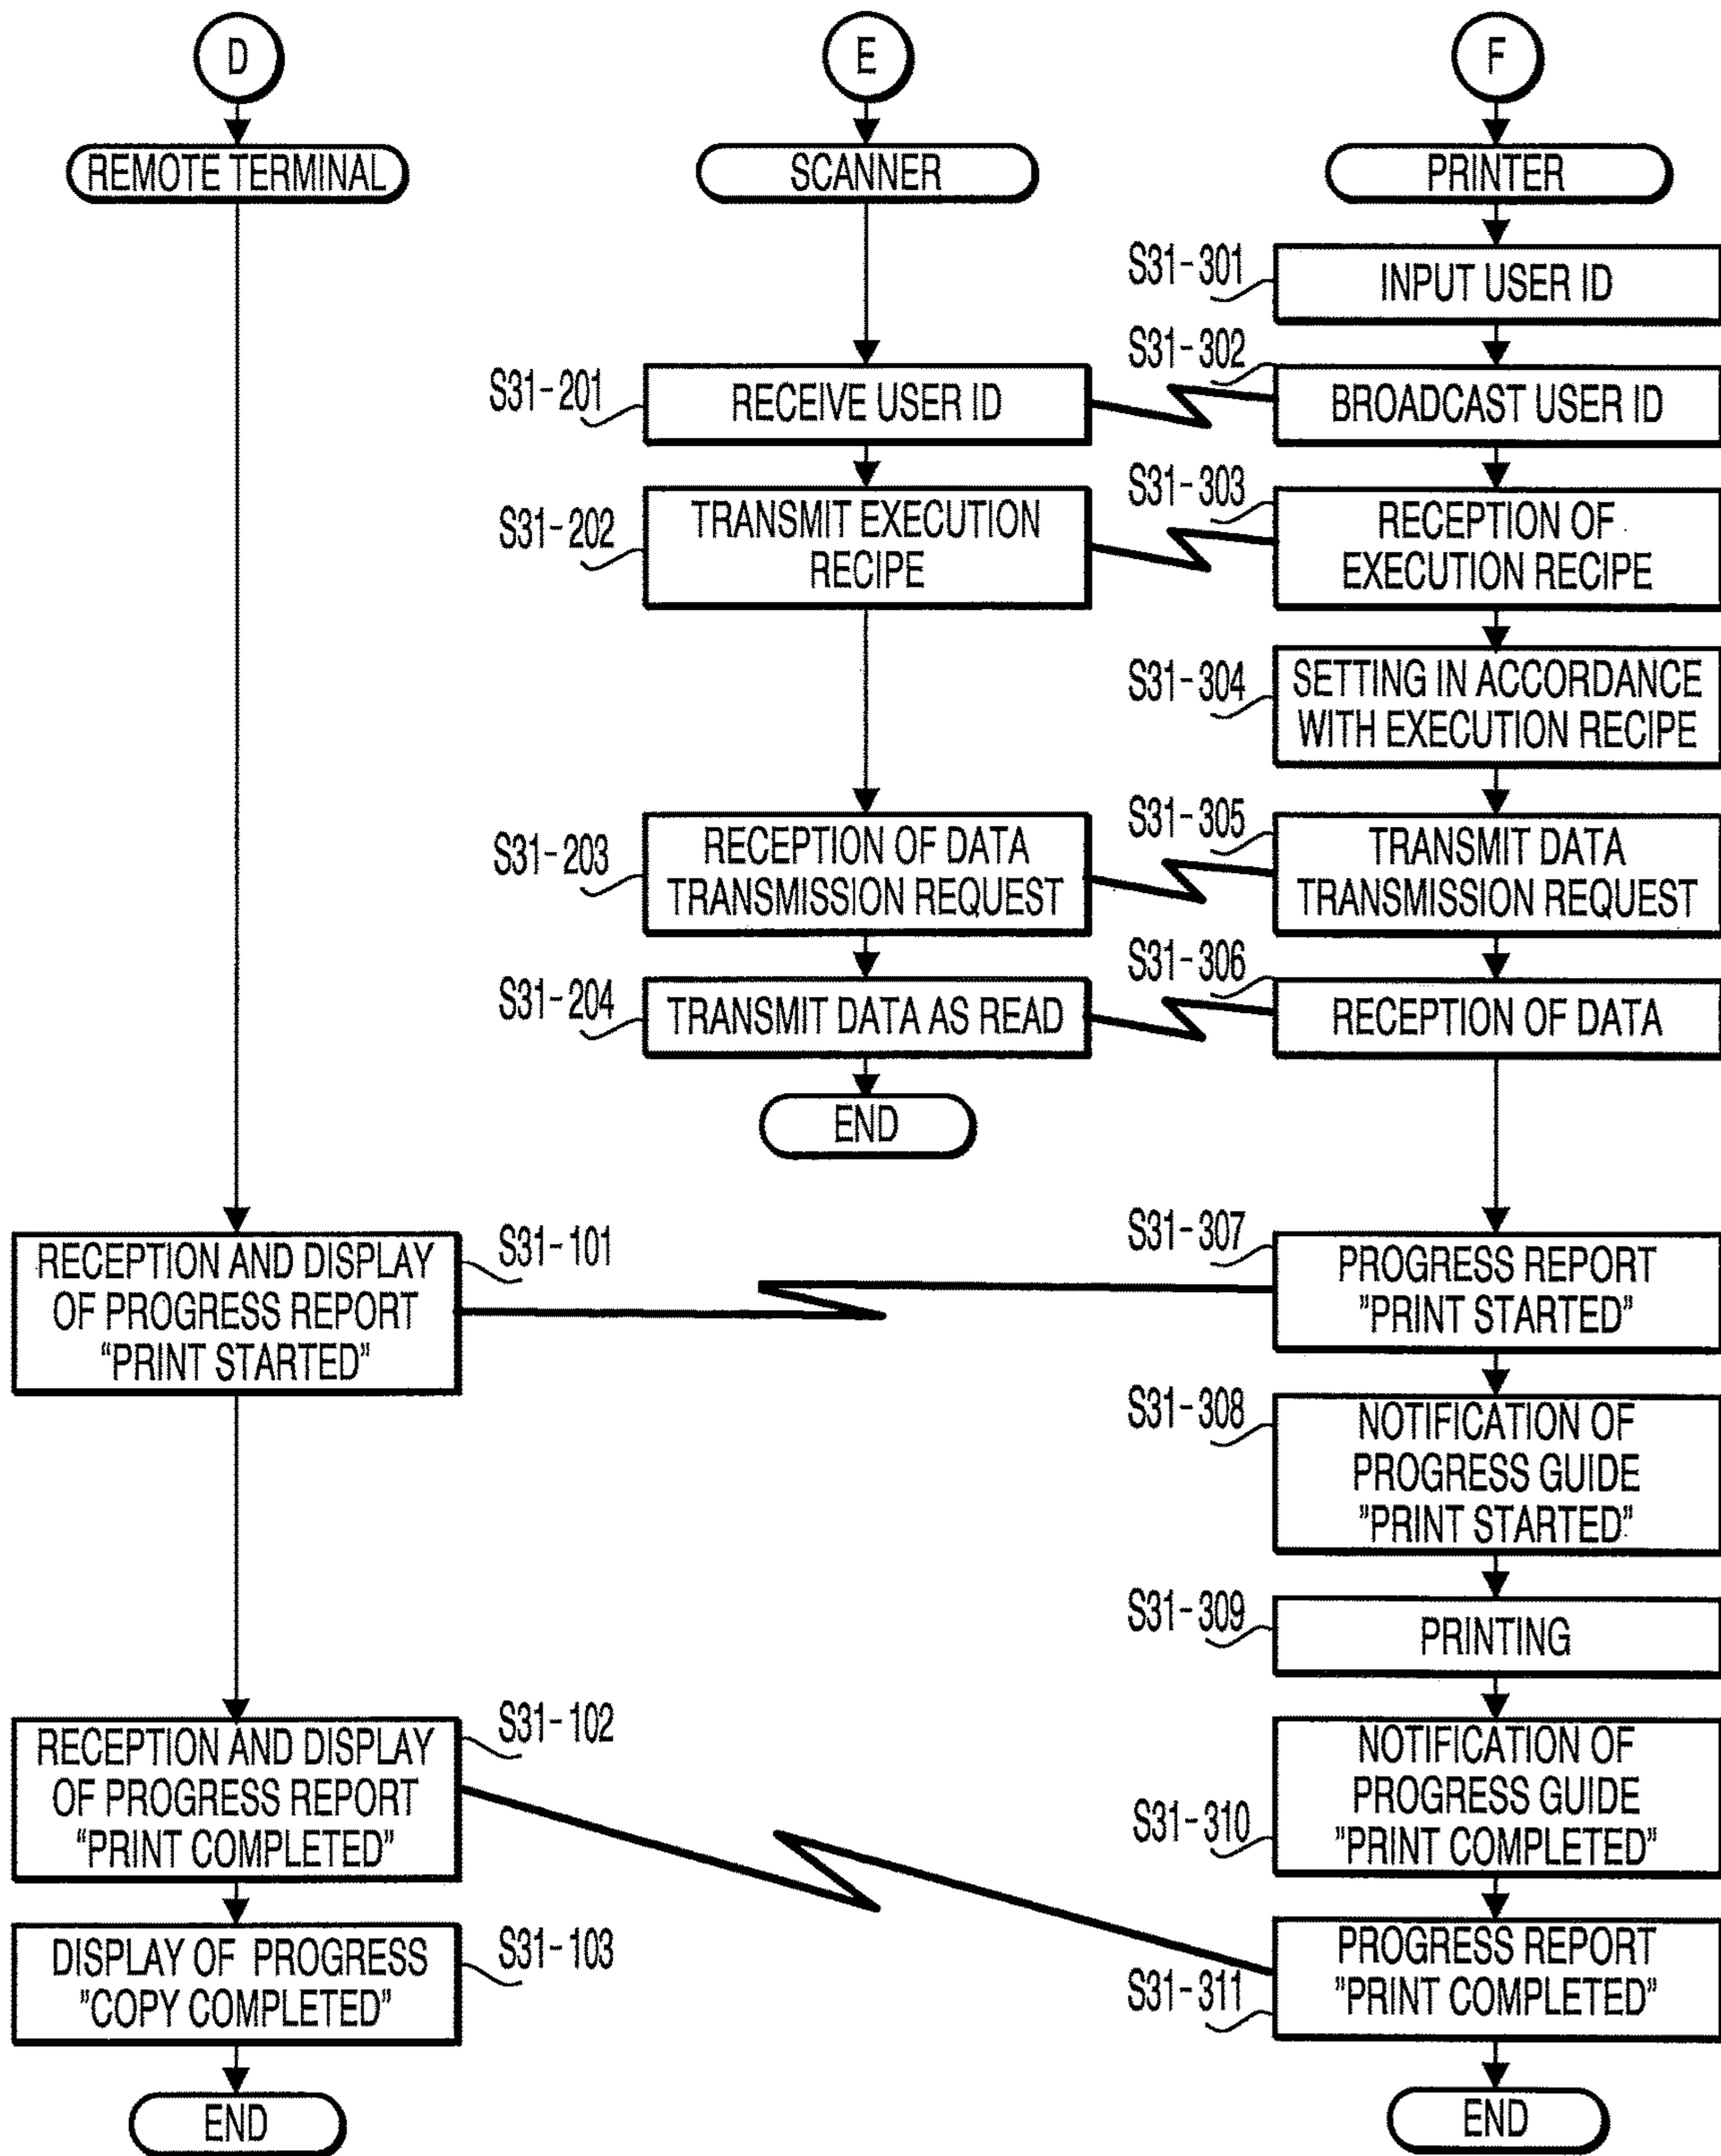 D
E
F
REMOTE TERMINAL
SCANNER
PRINTER
S31-301
INPUT USER ID
S31-302
S31-201
RECEIVE USER ID
BROADCAST USER ID
S31-303
S31-202
TRANSMIT EXECUTION
RECIPE
RECEPTION OF
EXECUTION RECIPE
S31-304
SETTING IN ACCORDANCE
WITH EXECUTION RECIPE
S31-305
S31-203
RECEPTION OF DATA
TRANSMISSION REQUEST
TRANSMIT DATA
TRANSMISSION REQUEST
S31-306
S31-204
TRANSMIT DATA AS READ
RECEPTION OF DATA
END
S31-101
RECEPTION AND DISPLAY
OF PROGRESS REPORT
“PRINT STARTED”
S31-307
PROGRESS REPORT
”PRINT STARTED”
S31-308
NOTIFICATION OF
PROGRESS GUIDE
”PRINT STARTED”
S31-309
PRINTING
S31-102
RECEPTION AND DISPLAY
OF PROGRESS REPORT
“PRINT COMPLETED”
NOTIFICATION OF
PROGRESS GUIDE
”PRINT COMPLETED”
S31-310
S31-103
DISPLAY OF PROGRESS
”COPY COMPLETED”
PROGRESS REPORT
”PRINT COMPLETED”
S31-311
END
END